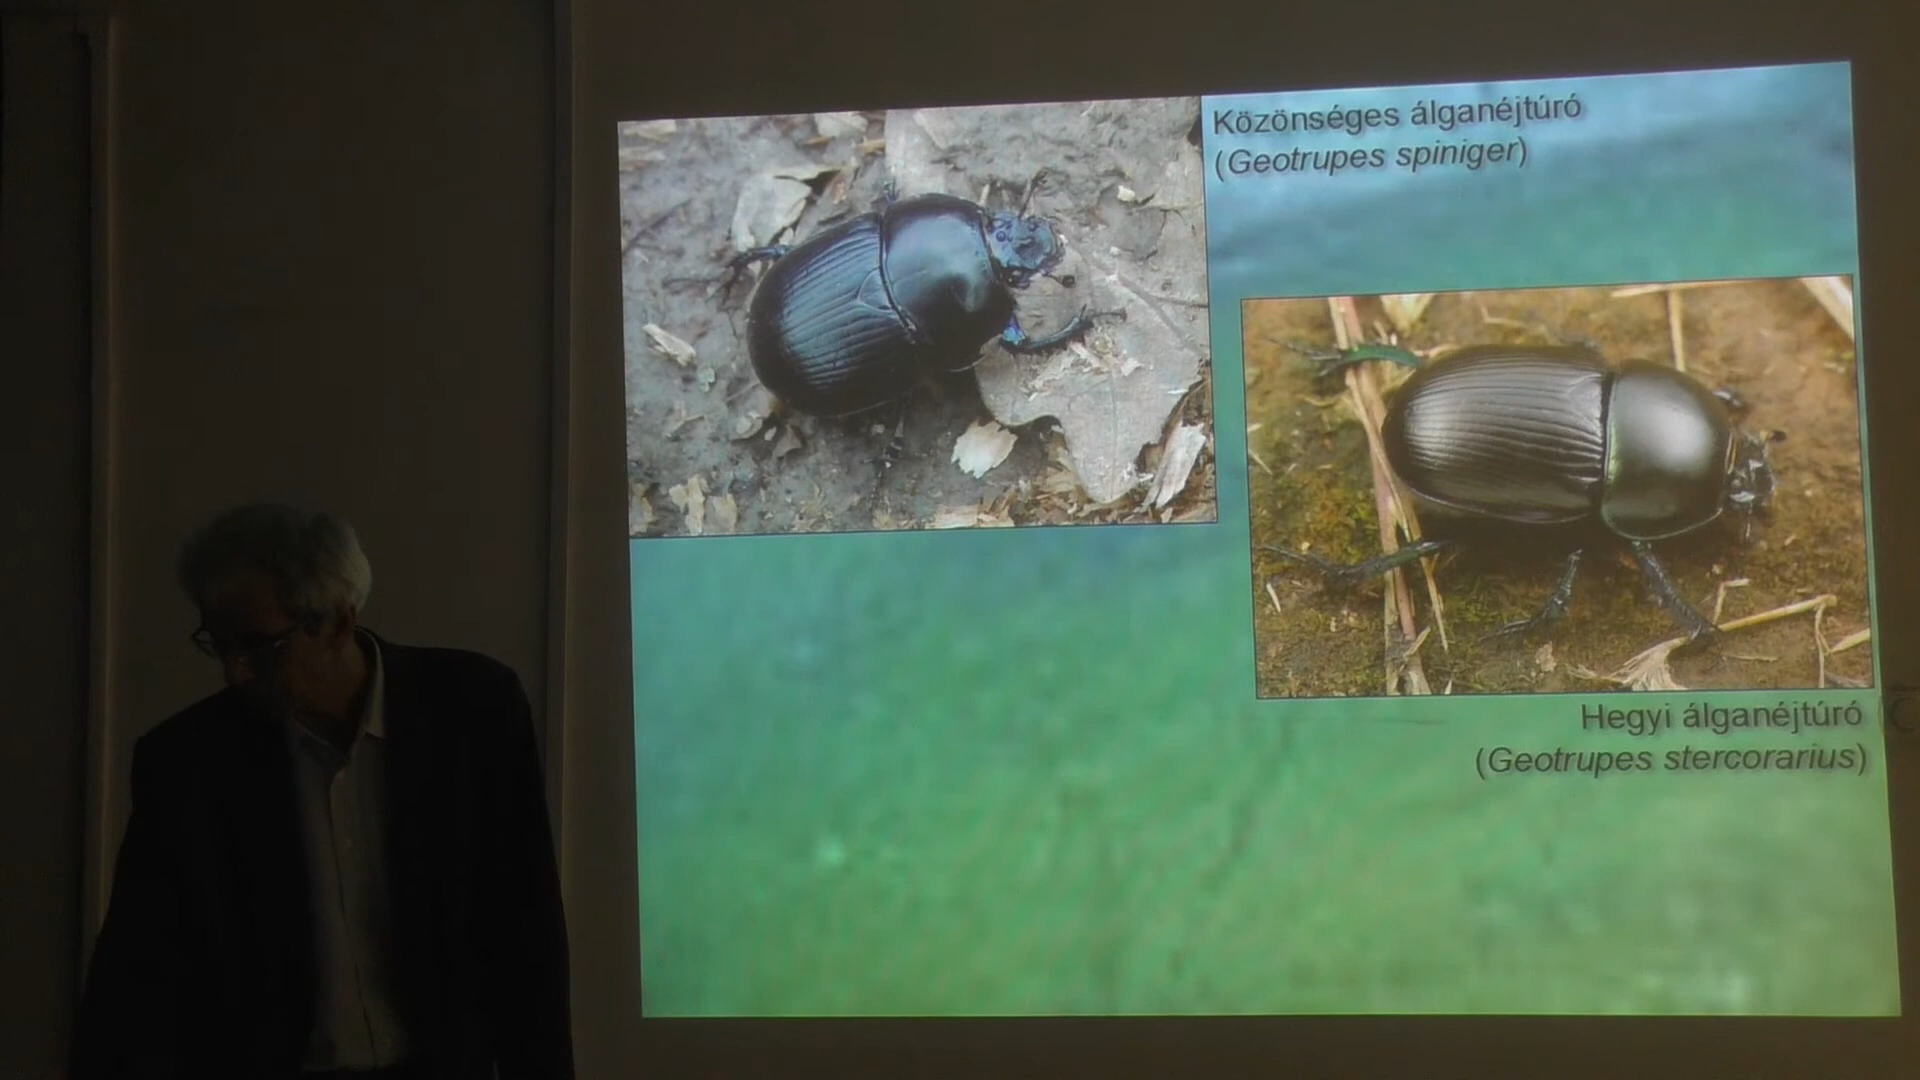 Közönséges álganéjtúró
(Geotrupes spiniger)
Hegyi álganéjtúró
(Geotrupes stercorarius)